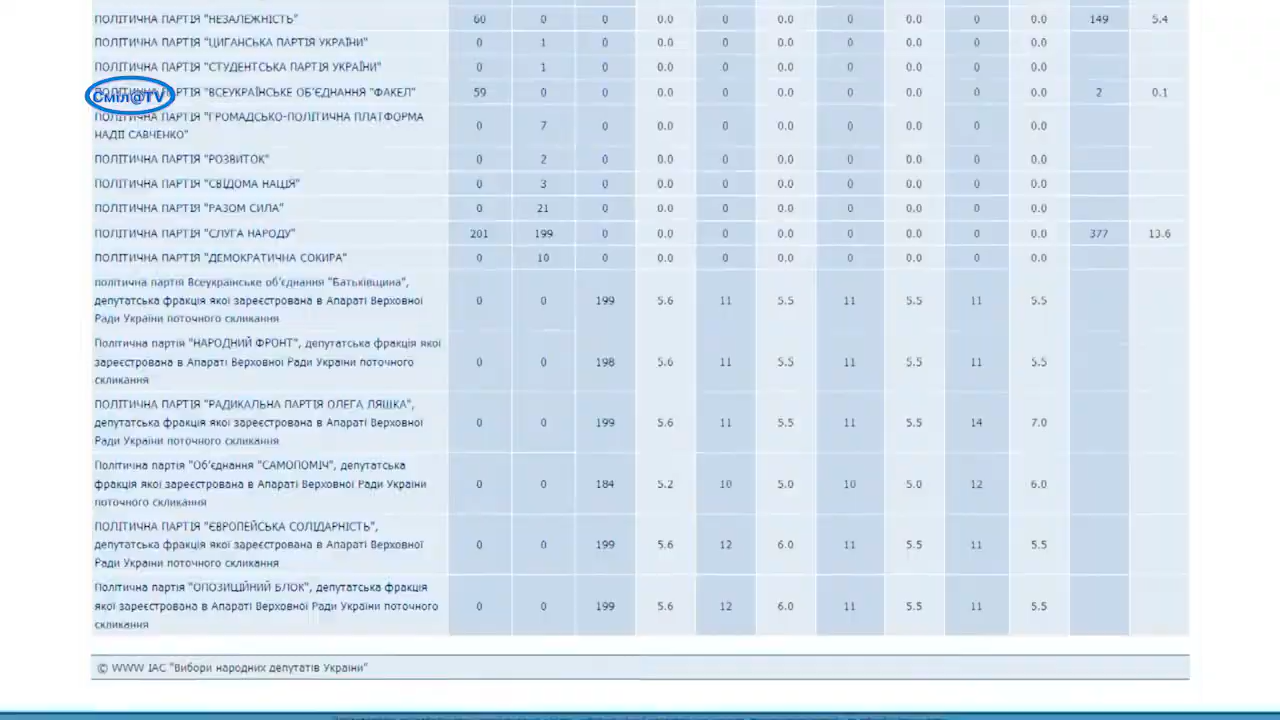 ПОЛІТИЧНА ПАРТІЯ "НЕЗАЛЕЖНІСТЬ" 60 0 0 0.0 0 0.0 0 0.0 0 0.0 149 5.4
ПОЛІТИЧНА ПАРТІЯ "ЦИГАНСЬКА ПАРТІЯ УКРАЇНИ" 0 1 0 0.0 0 0.0 0 0.0 0 0.0
ПОЛІТИЧНА ПАРТІЯ "СТУДЕНТСЬКА ПАРТІЯ УКРАЇНИ" 0 1 0 0.0 0 0.0 0 0.0 0 0.0
Сміл@TV
ПОЛІТИЧНА ПАРТІЯ "ВСЕУКРАЇНСЬКЕ ОБ'ЄДНАННЯ "ФАКЕЛ" 59 0 0 0.0 0 0.0 0 0.0 0 0.0 2 0.1
ПОЛІТИЧНА ПАРТІЯ "ГРОМАДСЬКО-ПОЛІТИЧНА ПЛАТФОРМА
НАДІЇ САВЧЕНКО" 0 7 0 0.0 0 0.0 0 0.0 0 0.0
ПОЛІТИЧНА ПАРТІЯ "РОЗВИТОК" 0 2 0 0.0 0 0.0 0 0.0 0 0.0
ПОЛІТИЧНА ПАРТІЯ "СВІДОМА НАЦІЯ" 0 3 0 0.0 0 0.0 0 0.0 0 0.0
ПОЛІТИЧНА ПАРТІЯ "РАЗОМ СИЛА" 0 21 0 0.0 0 0.0 0 0.0 0 0.0
ПОЛІТИЧНА ПАРТІЯ "СЛУГА НАРОДУ" 201 199 0 0.0 0 0.0 0 0.0 0 0.0 377 13.6
ПОЛІТИЧНА ПАРТІЯ "ДЕМОКРАТИЧНА СОКИРА" 0 10 0 0.0 0 0.0 0 0.0 0 0.0
політична партія Всеукраїнське об'єднання "Батьківщина",
депутатська фракція якої зареєстрована в Апараті Верховної 0 0 199 5.6 11 5.5 11 5.5 11 5.5
Ради України поточного скликання
Політична партія "НАРОДНИЙ ФРОНТ", депутатська фракція якої
зареєстрована в Апараті Верховної Ради України поточного 0 0 198 5.6 11 5.5 11 5.5 11 5.5
скликання
ПОЛІТИЧНА ПАРТІЯ "РАДИКАЛЬНА ПАРТІЯ ОЛЕГА ЛЯШКА",
депутатська фракція якої зареєстрована в Апараті Верховної 0 0 199 5.6 11 5.5 11 5.5 14 7.0
Ради України поточного скликання
Політична партія "Об'єднання "САМОПОМІЧ", депутатська
фракція якої зареєстрована в Апараті Верховної Ради України 0 0 184 5.2 10 5.0 10 5.0 12 6.0
поточного скликання
ПОЛІТИЧНА ПАРТІЯ "ЄВРОПЕЙСЬКА СОЛІДАРНІСТЬ",
депутатська фракція якої зареєстрована в Апараті Верховної 0 0 199 5.6 12 6.0 11 5.5 11 5.5
Ради України поточного скликання
Політична партія "ОПОЗИЦІЙНИЙ БЛОК", депутатська фракція
якої зареєстрована в Апараті Верховної Ради України поточного 0 0 199 5.6 12 6.0 11 5.5 11 5.5
скликання
© WWW ІАС "Вибори народних депутатів України"